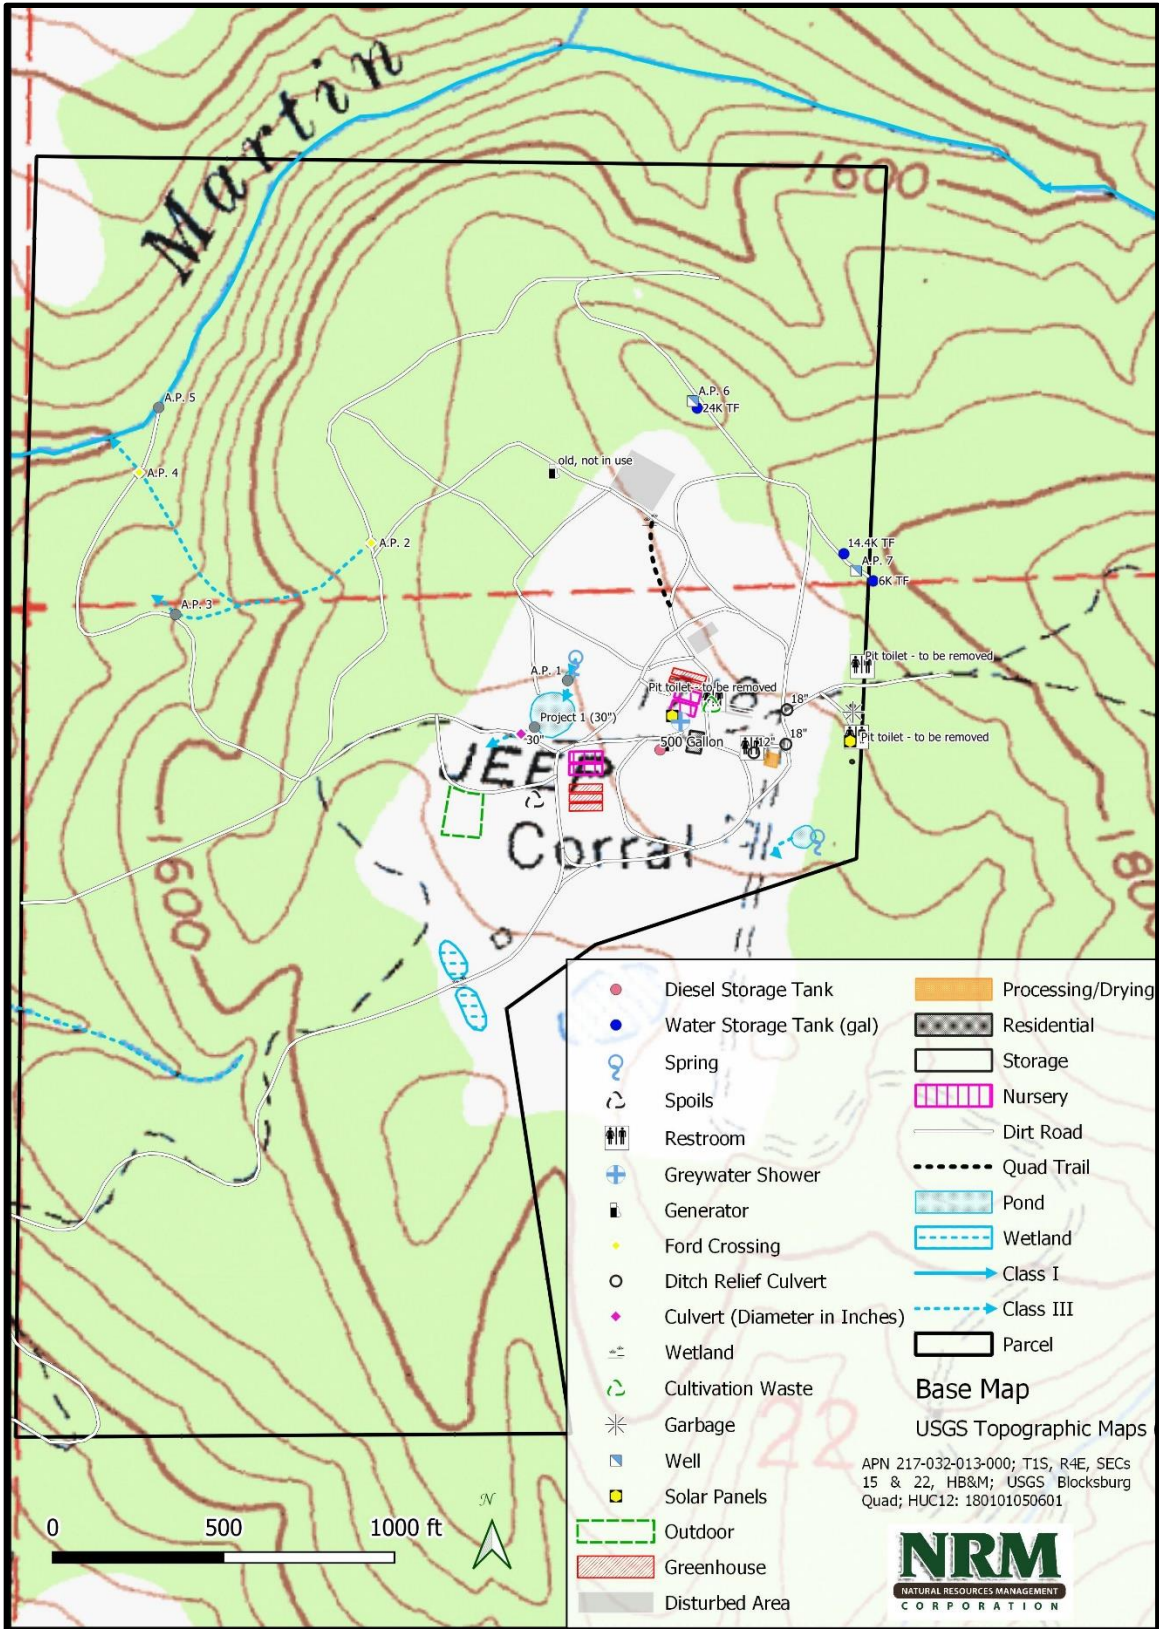 Martin
1600
A.P. 6
24K TF
A.P. 5
old, not in use
A.P. 4
A.P. 2
14.4K TF
A.P. 7
6K TF
A.P. 3
Pit toilet - to be removed
A.P. 1
Pit toilet - to be removed
18"
Project 1 (30")
30"
500 Gallon
12"
18"
Pit toilet - to be removed
JEEP
Corral
1600
180
Diesel Storage Tank
Water Storage Tank (gal)
Spring
Spoils
Restroom
Greywater Shower
Generator
Ford Crossing
Ditch Relief Culvert
Culvert (Diameter in Inches)
Wetland
Cultivation Waste
Garbage
Well
Solar Panels
Outdoor
Greenhouse
Disturbed Area
Processing/Drying
Residential
Storage
Nursery
Dirt Road
Quad Trail
Pond
Wetland
Class I
Class III
Parcel
Base Map
USGS Topographic Maps
22
APN 217-032-013-000; T1S, R4E, SECs
15 & 22, HB&M; USGS Blocksburg
Quad; HUC12: 180101050601
0 500 1000 ft
N
NRM
NATURAL RESOURCES MANAGEMENT
CORPORATION